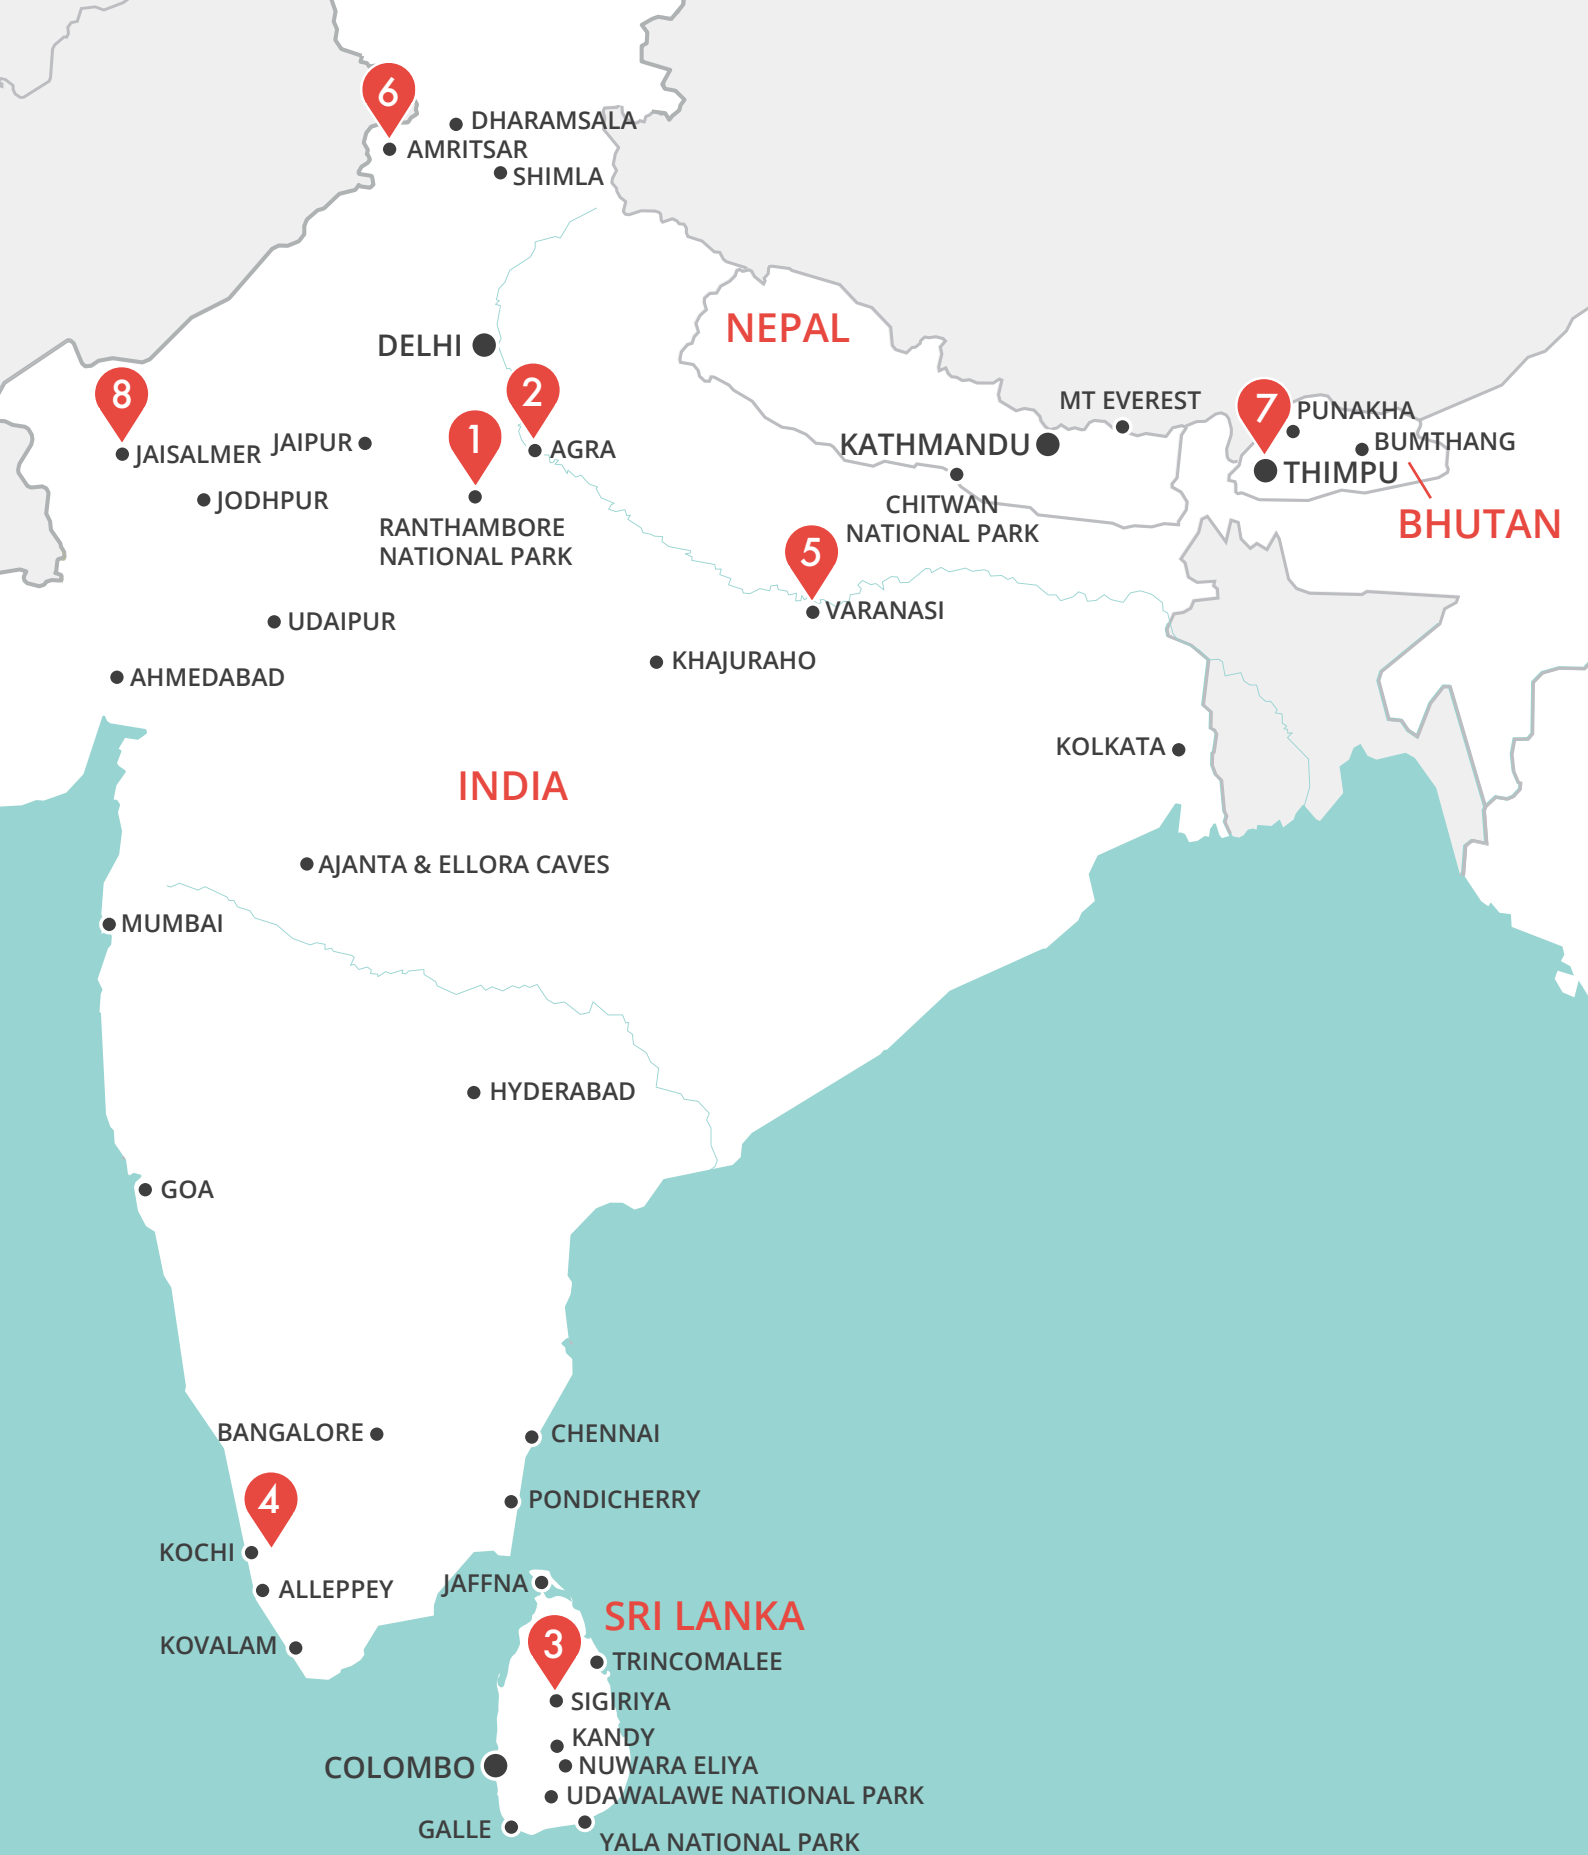 6
DHARAMSALA
AMRITSAR
SHIMLA
NEPAL
DELHI
8
2
7
MT EVEREST
PUNAKHA
1
JAISALMER
JAIPUR
AGRA
KATHMANDU
BUMTHANG
THIMPU
JODHPUR
RANTHAMBORE
NATIONAL PARK
CHITWAN
NATIONAL PARK
BHUTAN
5
VARANASI
UDAIPUR
KHAJURAHO
AHMEDABAD
KOLKATA
INDIA
AJANTA & ELLORA CAVES
MUMBAI
HYDERABAD
GOA
BANGALORE
CHENNAI
4
PONDICHERRY
KOCHI
ALLEPPEY
JAFFNA
SRI LANKA
KOVALAM
3
TRINCOMALEE
SIGIRIYA
KANDY
COLOMBO
NUWARA ELIYA
UDAWALAWE NATIONAL PARK
GALLE
YALA NATIONAL PARK